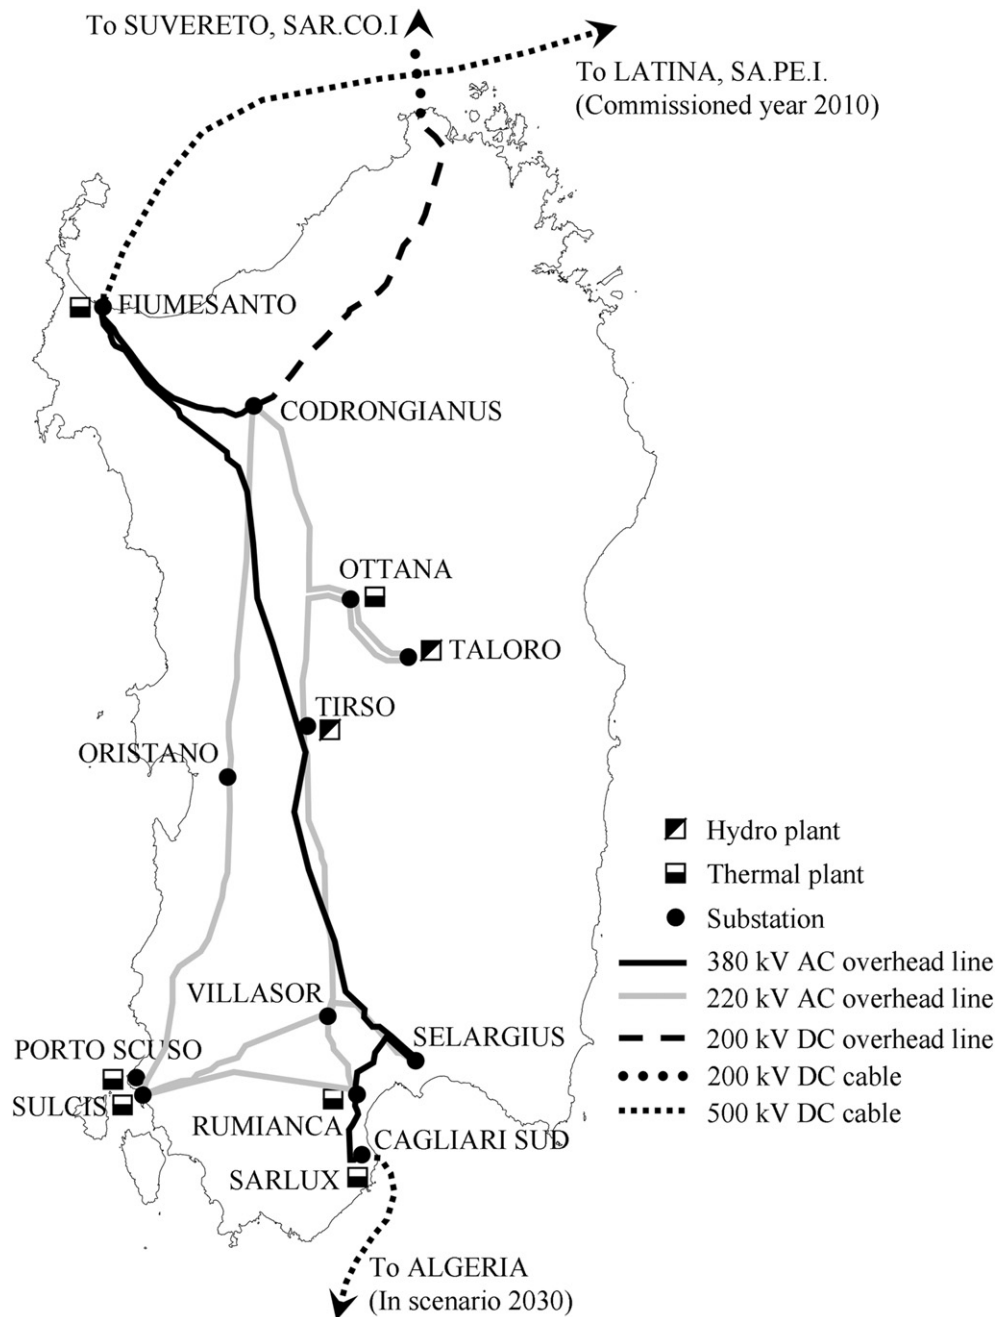 To SUVERETO, SAR.CO.I
To LATINA, SA.PE.I.
(Commissioned year 2010)
FIUMESANTO
CODRONGIANUS
OTTANA
TALORO
TIRSO
ORISTANO
Hydro plant
Thermal plant
Substation
380 kV AC overhead line
220 kV AC overhead line
200 kV DC overhead line
200 kV DC cable
500 kV DC cable
VILLASOR
SELARGIUS
PORTO SCUSO
SULCIS
RUMIANCA
CAGLIARI SUD
SARLUX
To ALGERIA
(In scenario 2030)